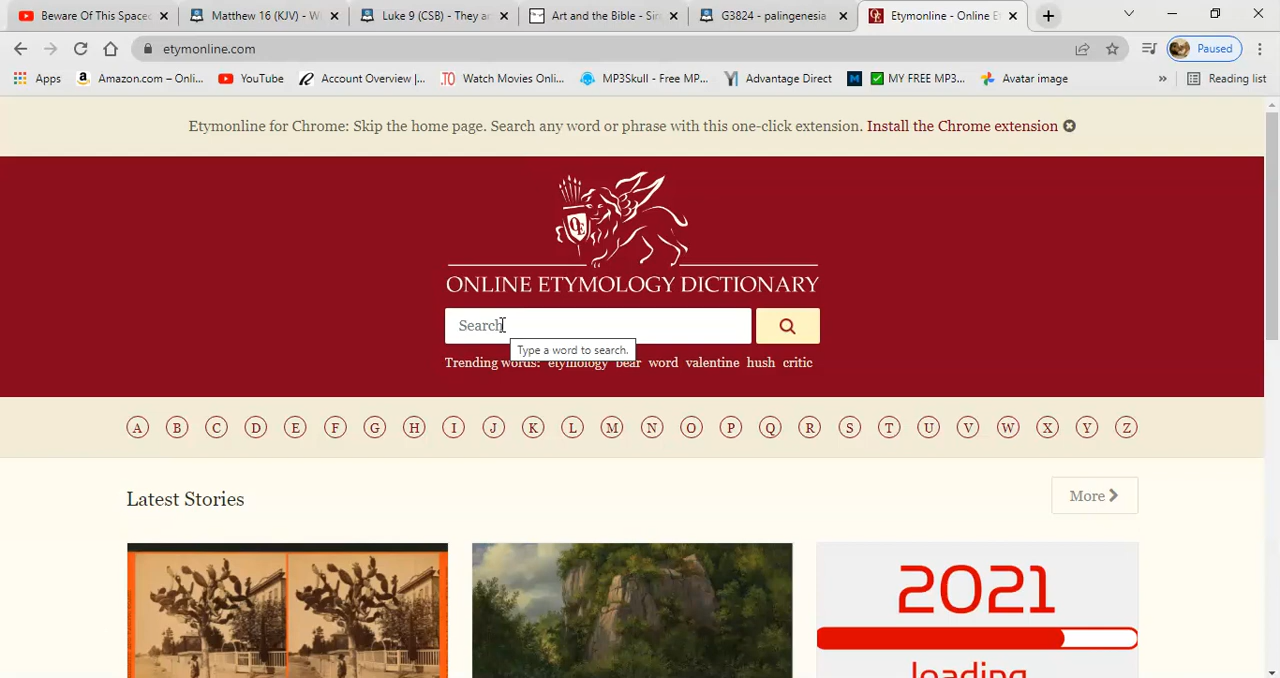 Beware Of This Spacec
Matthew 16 (KJV) - W
Luke 9 (CSB) - They a
Art and the Bible - Si
G3824 - palingenesia
Etymonline - Online E
etymonline.com
Paused
Apps
Amazon.com – Onli...
YouTube
Account Overview |...
Watch Movies Onlin...
MP3Skull - Free MP...
Advantage Direct
MY FREE MP3...
Avatar image
»
Reading list
Etymonline for Chrome: Skip the home page. Search any word or phrase with this one-click extension. Install the Chrome extension
OE
ONLINE ETYMOLOGY DICTIONARY
Search
Type a word to search.
Trending words: etymology bear word valentine hush critic
A B C D E F G H I J K L M N O P Q R S T U V W X Y Z
Latest Stories
More
2021
loading